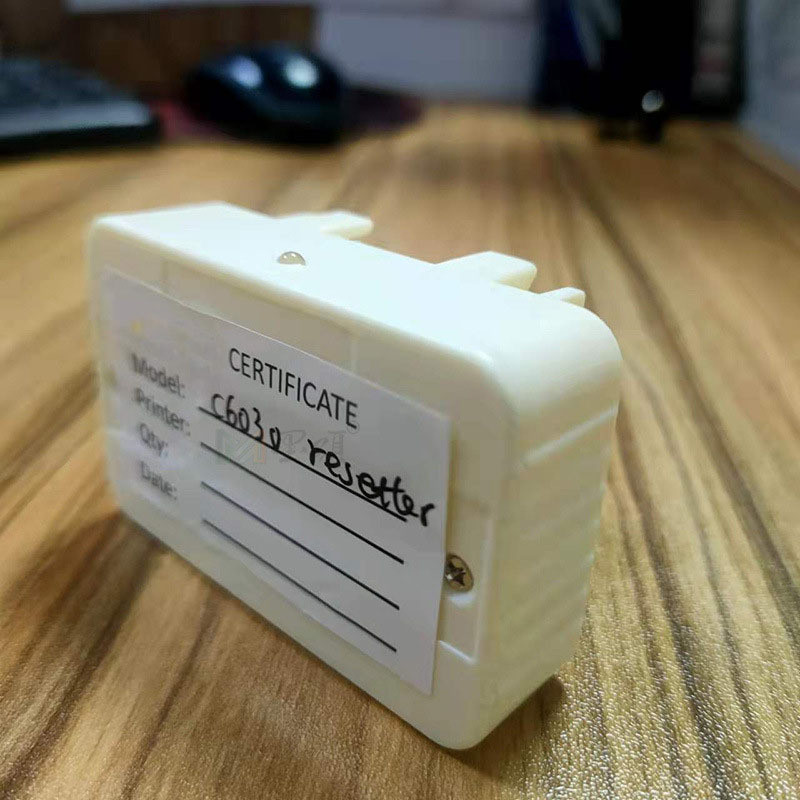 CERTIFICATE
Model: C6030 resetter
Printer:
Qty:
Date: